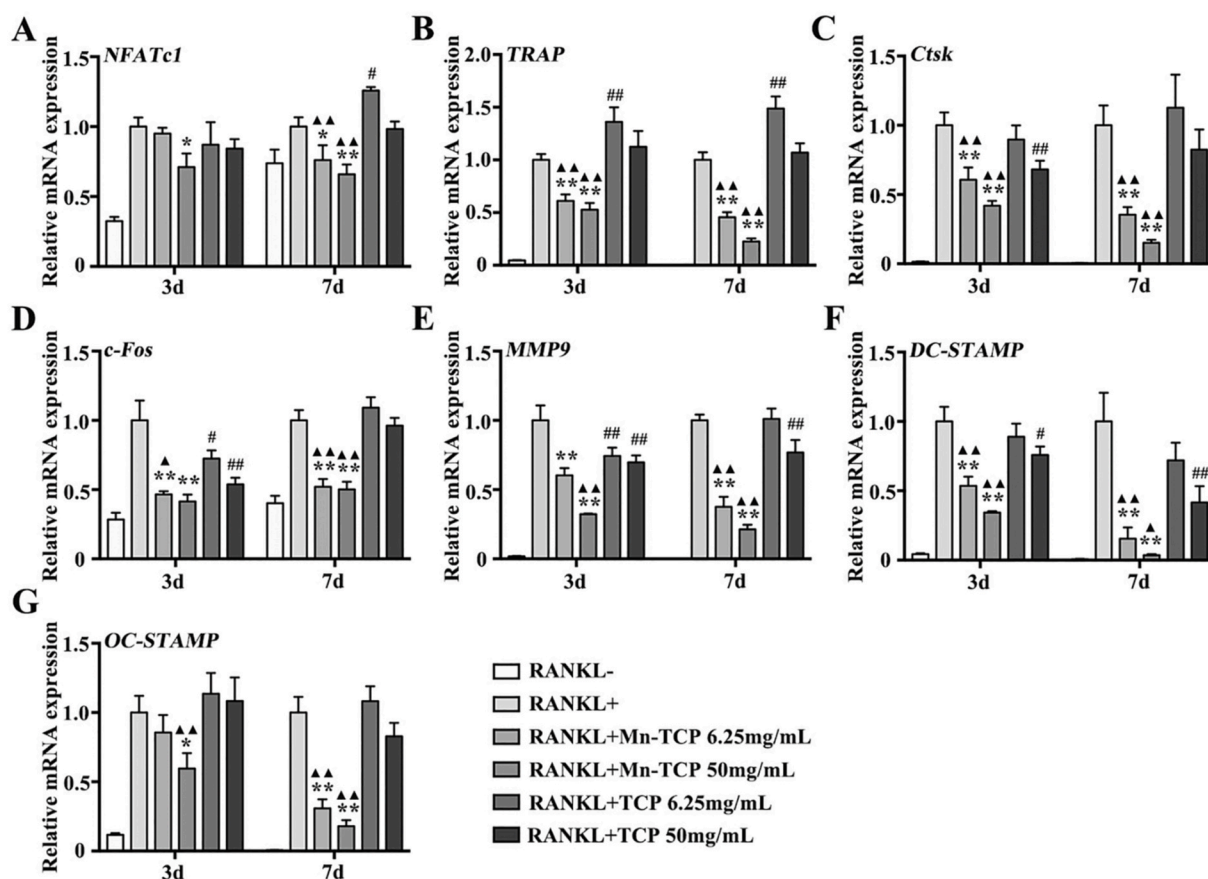 A
NFATc1
Relative mRNA expression
1.5
1.0
0.5
0
*
▲▲
*
▲▲
**
#
3d
7d
B
TRAP
Relative mRNA expression
2.0
1.5
1.0
0.5
0
▲▲
**
▲▲
**
##
▲▲
**
▲▲
**
##
3d
7d
C
Ctsk
Relative mRNA expression
1.5
1.0
0.5
0
▲▲
**
▲▲
**
##
▲▲
**
▲▲
**
3d
7d
D
c-Fos
Relative mRNA expression
1.5
1.0
0.5
0
▲
**
**
#
##
▲▲
**
▲▲
**
3d
7d
E
MMP9
Relative mRNA expression
1.5
1.0
0.5
0
**
▲▲
**
##
##
▲▲
**
▲▲
**
##
3d
7d
F
DC-STAMP
Relative mRNA expression
1.5
1.0
0.5
0
▲▲
**
▲▲
**
#
▲▲
**
▲
**
##
3d
7d
G
OC-STAMP
Relative mRNA expression
1.5
1.0
0.5
0
▲▲
*
▲▲
**
▲▲
**
3d
7d
RANKL-
RANKL+
RANKL+Mn-TCP 6.25mg/mL
RANKL+Mn-TCP 50mg/mL
RANKL+TCP 6.25mg/mL
RANKL+TCP 50mg/mL